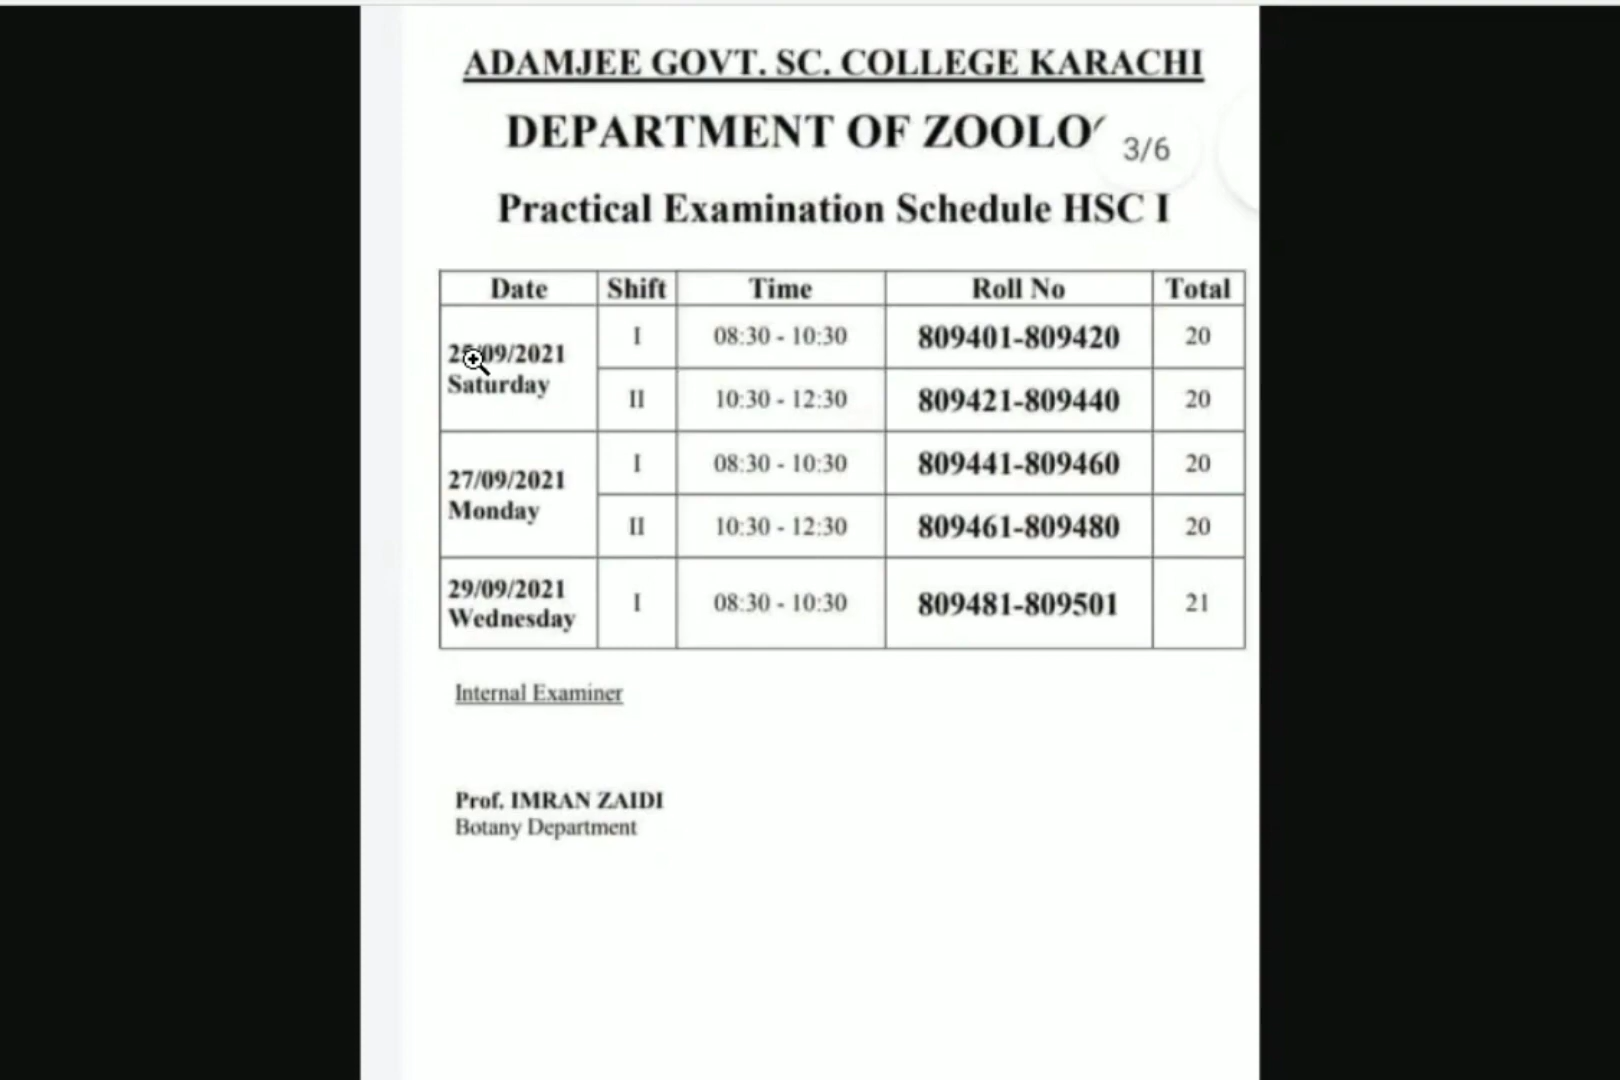 ADAMJEE GOVT. SC. COLLEGE KARACHI
DEPARTMENT OF
3/6
Practical Examination Schedule HSC I
Date Shift Time Roll No Total
25/09/2021 Saturday I 08:30 - 10:30 809401-809420 20
II 10:30 - 12:30 809421-809440 20
27/09/2021 Monday I 08:30 - 10:30 809441-809460 20
II 10:30 - 12:30 809461-809480 20
29/09/2021 Wednesday I 08:30 - 10:30 809481-809501 21
Internal Examiner
Prof. IMRAN ZAIDI
Botany Department